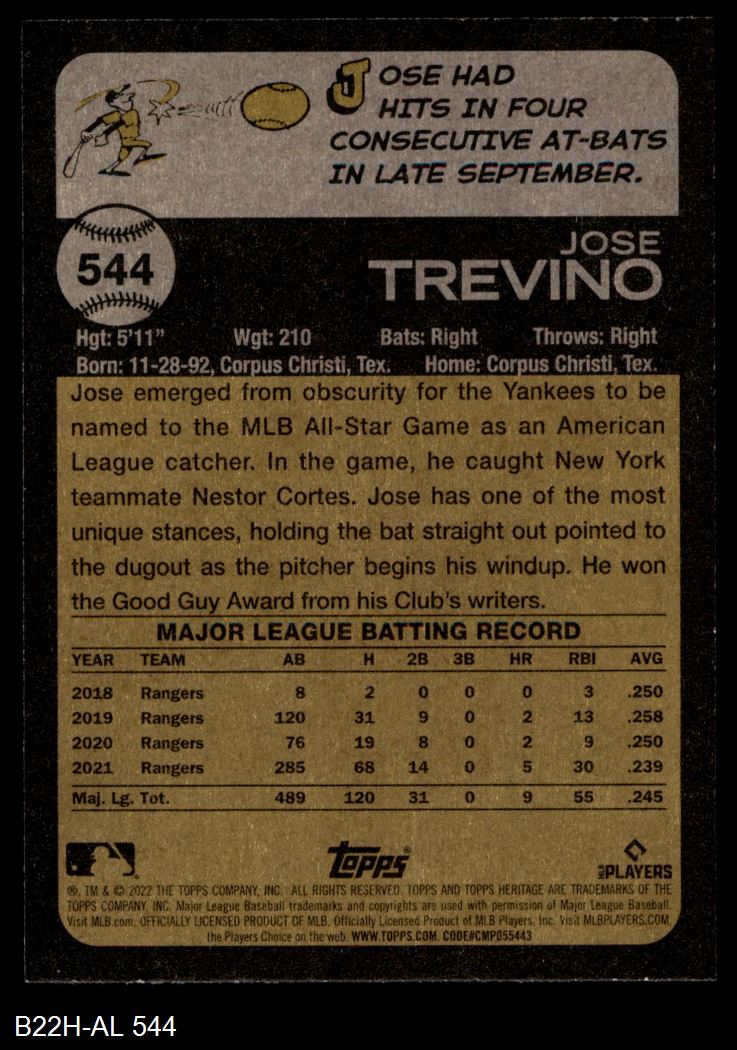 JOSE HAD
HITS IN FOUR
CONSECUTIVE AT-BATS
IN LATE SEPTEMBER.
544
JOSE
TREVINO
Hgt: 5'11" Wgt: 210 Bats: Right Throws: Right
Born: 11-28-92, Corpus Christi, Tex. Home: Corpus Christi, Tex.
Jose emerged from obscurity for the Yankees to be
named to the MLB All-Star Game as an American
League catcher. In the game, he caught New York
teammate Nestor Cortes. Jose has one of the most
unique stances, holding the bat straight out pointed to
the dugout as the pitcher begins his windup. He won
the Good Guy Award from his Club's writers.
MAJOR LEAGUE BATTING RECORD
YEAR TEAM AB H 2B 3B HR RBI AVG
2018 Rangers 8 2 0 0 0 3 .250
2019 Rangers 120 31 9 0 2 13 .258
2020 Rangers 76 19 8 0 2 9 .250
2021 Rangers 285 68 14 0 5 30 .239
Maj. Lg. Tot. 489 120 31 0 9 55 .245
Topps® MLB PLAYERS
®, TM & © 2022 THE TOPPS COMPANY, INC. ALL RIGHTS RESERVED. TOPPS AND TOPPS HERITAGE ARE TRADEMARKS OF THE
TOPPS COMPANY, INC. Major League Baseball trademarks and copyrights are used with permission of Major League Baseball.
Visit MLB.com. OFFICIALLY LICENSED PRODUCT OF MLB. Officially Licensed Product of MLB Players, Inc. Visit MLBPLAYERS.COM,
the Players Choice on the web. WWW.TOPPS.COM. CODE#CMP055443
B22H-AL 544